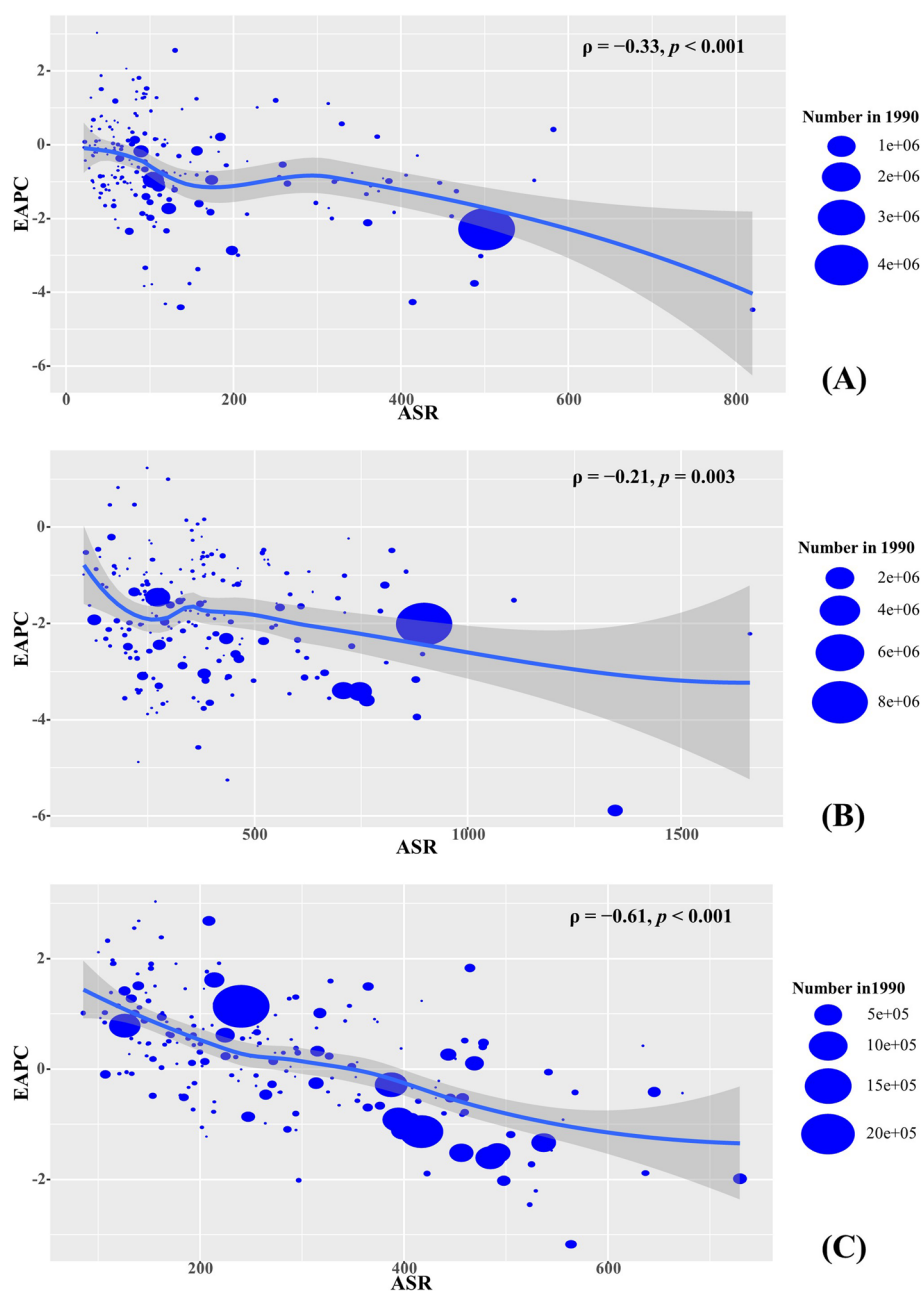 ρ = −0.33, p < 0.001
2
0
-2
-4
-6
EAPC
0 200 400 600 800
ASR
Number in 1990
1e+06
2e+06
3e+06
4e+06
(A)
ρ = −0.21, p = 0.003
0
-2
-4
-6
EAPC
500 1000 1500
ASR
Number in 1990
2e+06
4e+06
6e+06
8e+06
(B)
ρ = −0.61, p < 0.001
2
0
-2
EAPC
200 400 600
ASR
Number in1990
5e+05
10e+05
15e+05
20e+05
(C)